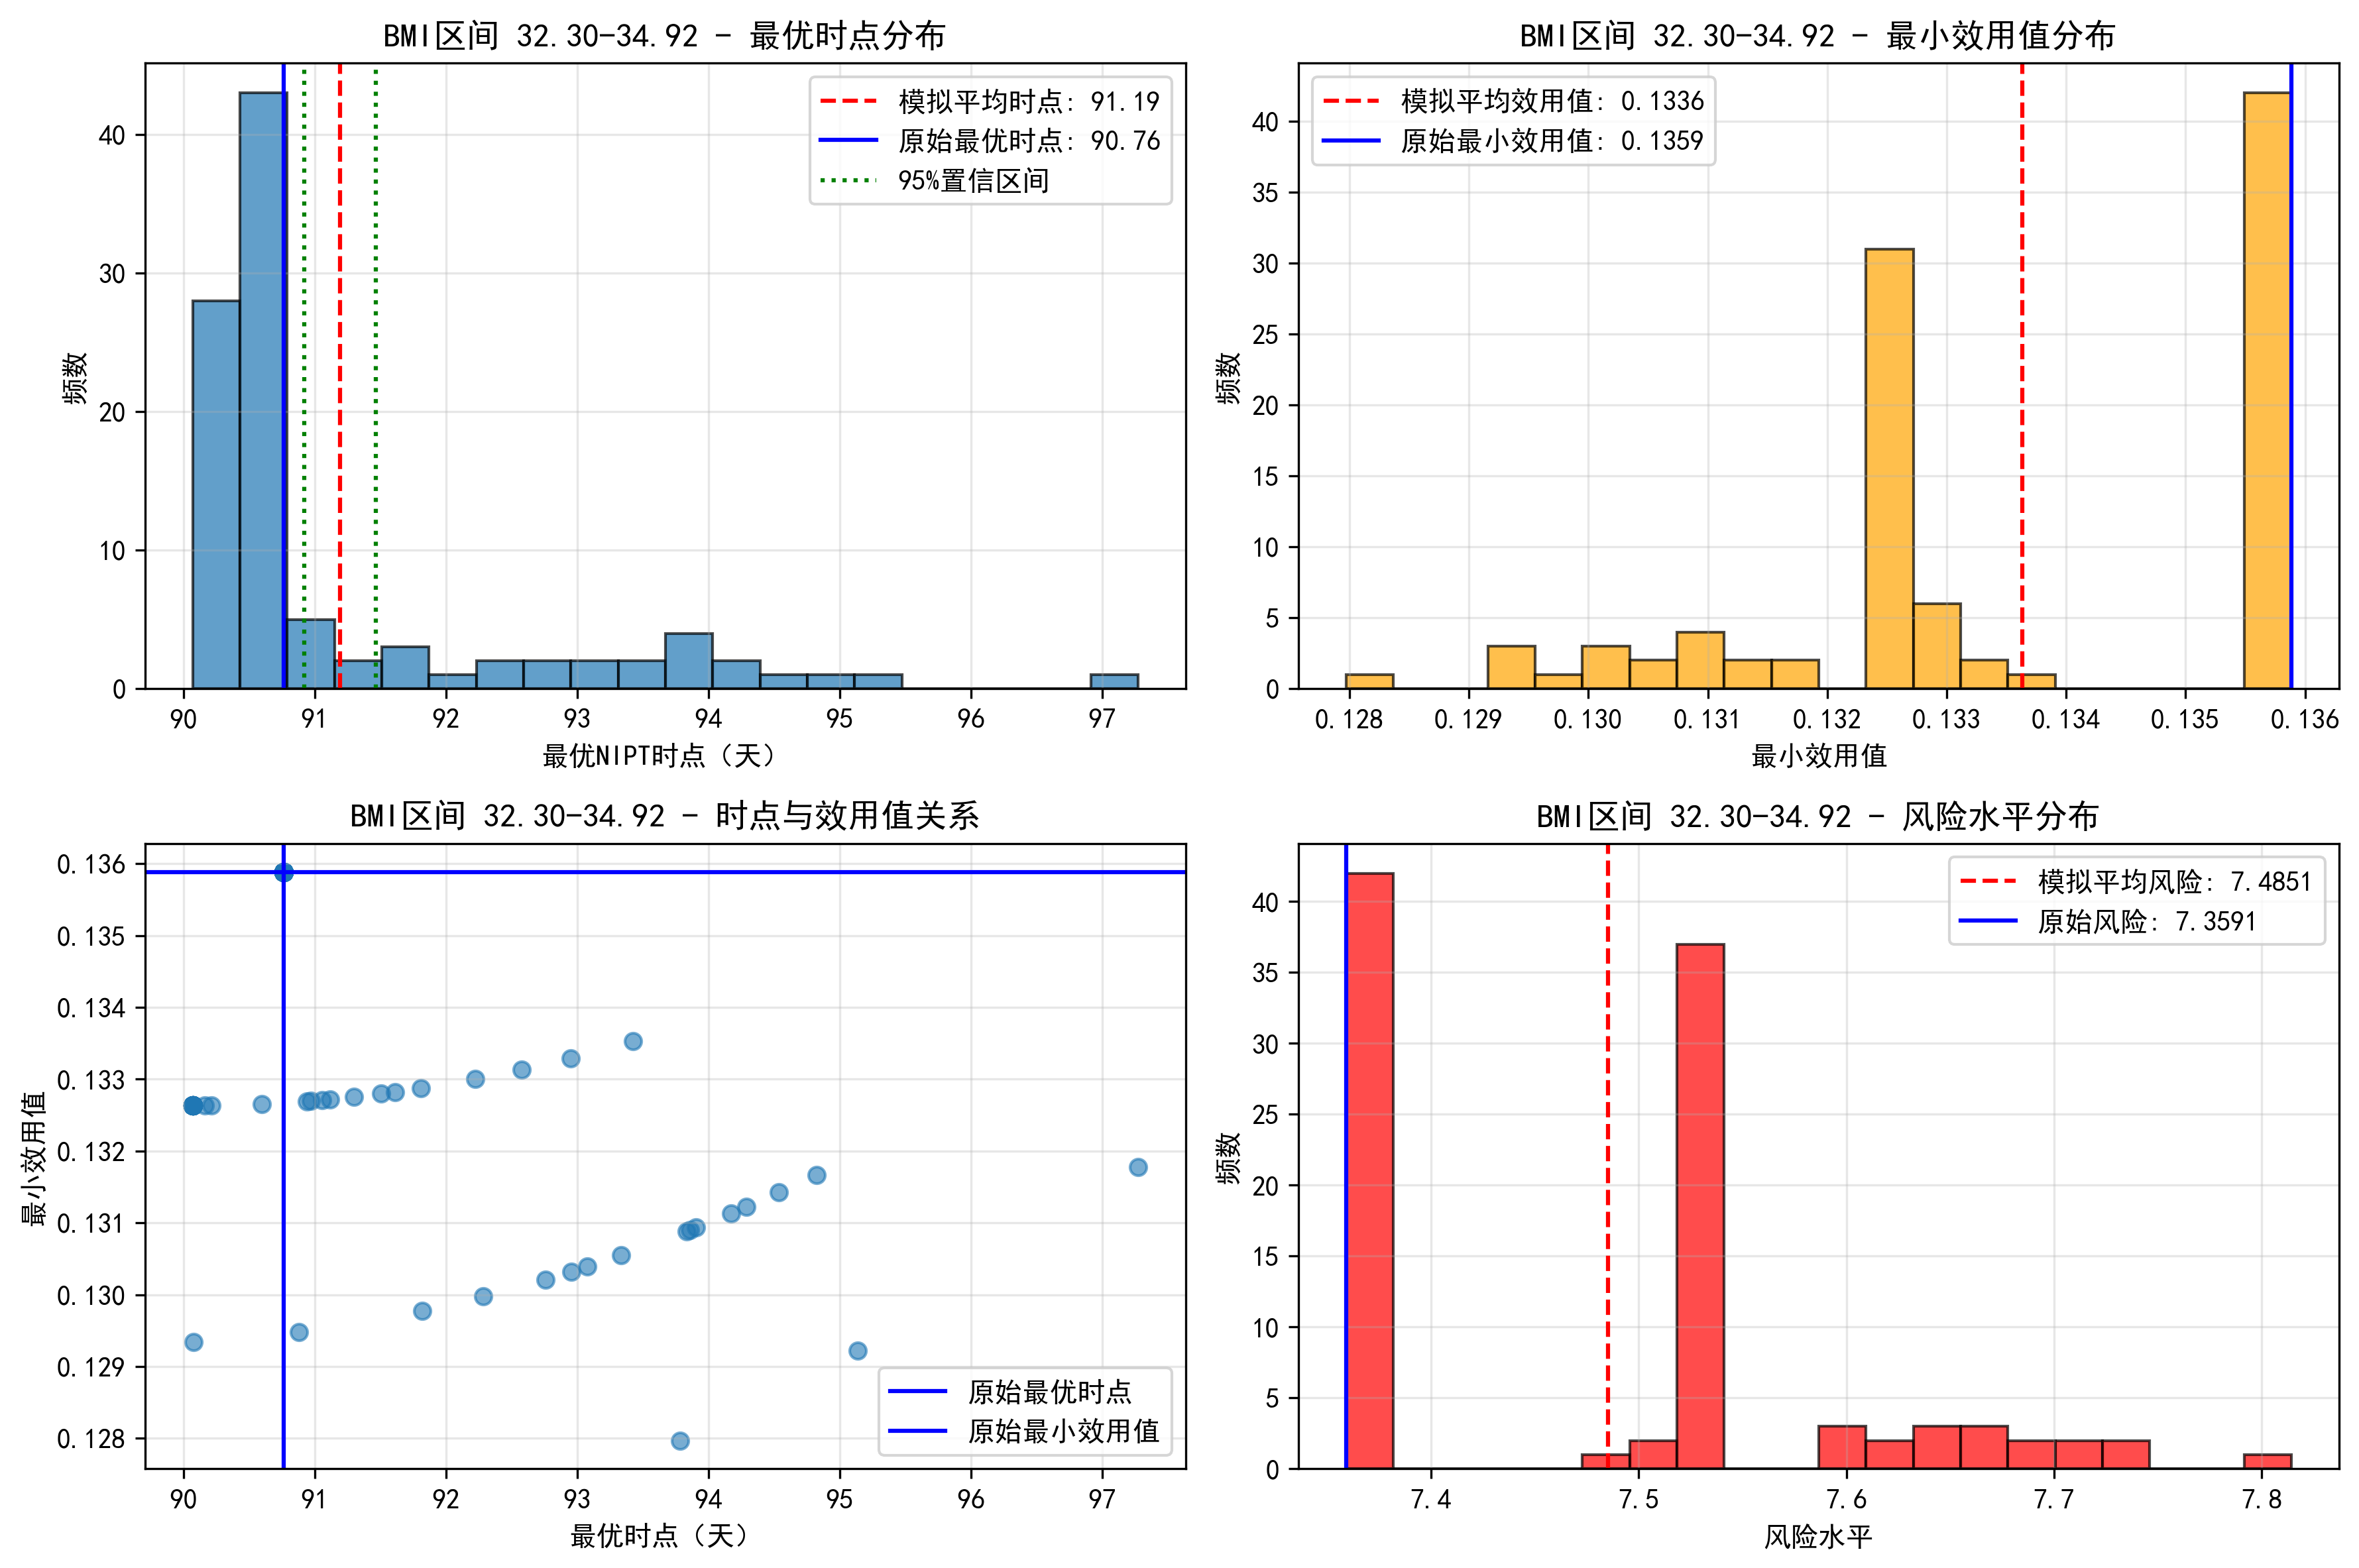 BMI区间 32.30-34.92 - 最优时点分布
模拟平均时点: 91.19
原始最优时点: 90.76
95%置信区间
频数
40
30
20
10
0
90 91 92 93 94 95 96 97
最优NIPT时点（天）
BMI区间 32.30-34.92 - 最小效用值分布
模拟平均效用值: 0.1336
原始最小效用值: 0.1359
频数
40
35
30
25
20
15
10
5
0
0.128 0.129 0.130 0.131 0.132 0.133 0.134 0.135 0.136
最小效用值
BMI区间 32.30-34.92 - 时点与效用值关系
最小效用值
0.136
0.135
0.134
0.133
0.132
0.131
0.130
0.129
0.128
原始最优时点
原始最小效用值
90 91 92 93 94 95 96 97
最优时点（天）
BMI区间 32.30-34.92 - 风险水平分布
模拟平均风险: 7.4851
原始风险: 7.3591
频数
40
35
30
25
20
15
10
5
0
7.4 7.5 7.6 7.7 7.8
风险水平